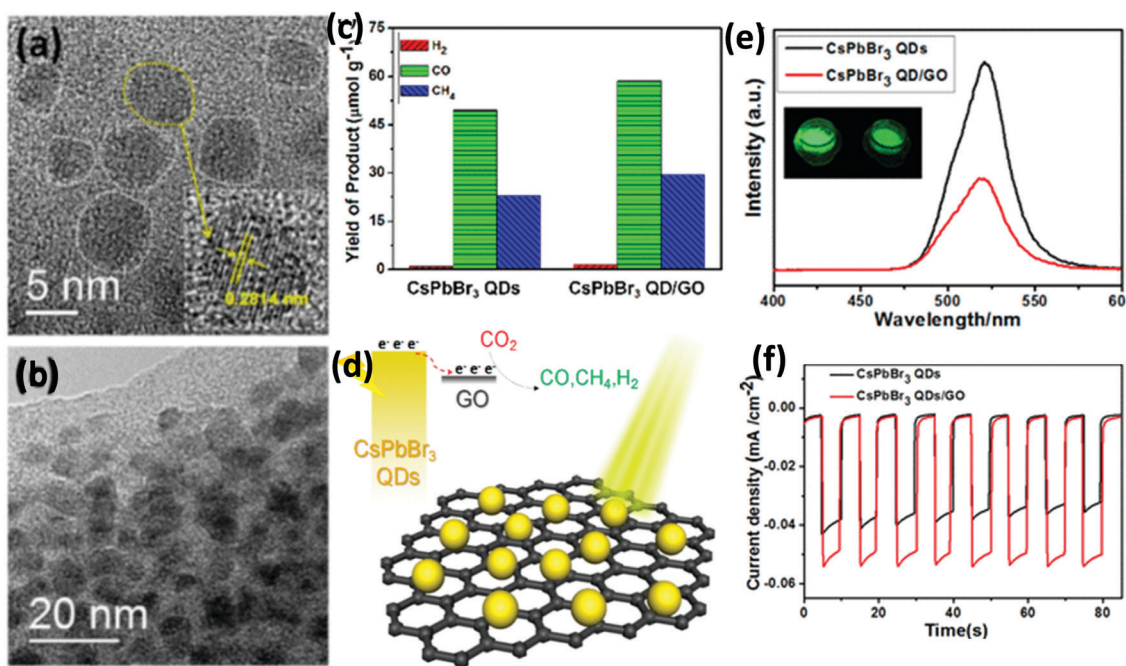 (a)
5 nm
0.2814 nm
(b)
20 nm
(c)
Yield of Product (μmol g⁻¹)
75
60
45
30
15
0
H₂
CO
CH₄
CsPbBr₃ QDs
CsPbBr₃ QD/GO
(d)
e⁻ e⁻ e⁻
e⁻ e⁻ e⁻
GO
CO₂
CO,CH₄,H₂
CsPbBr₃
QDs
(e)
Intensity (a.u.)
CsPbBr₃ QDs
CsPbBr₃ QD/GO
400
450
500
550
60
Wavelength/nm
(f)
Current density (mA /cm⁻²)
0.00
-0.02
-0.04
-0.06
CsPbBr₃ QDs
CsPbBr₃ QDs/GO
0
20
40
60
80
Time(s)